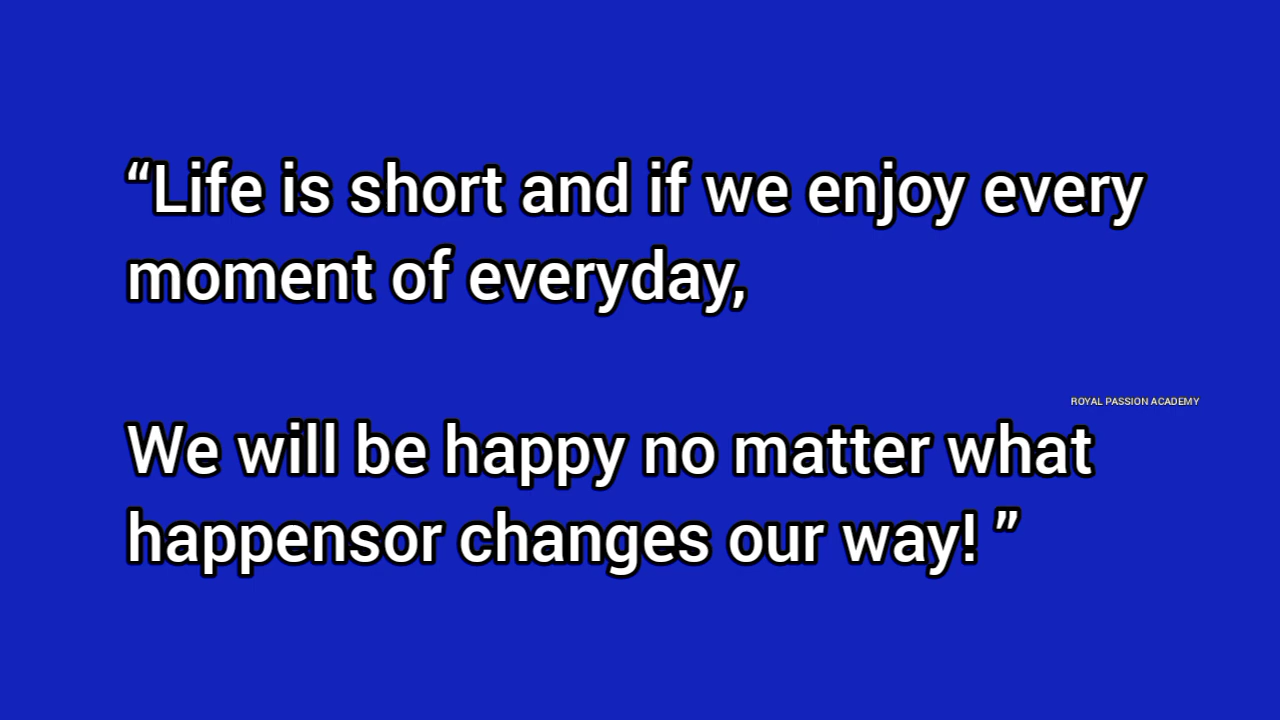 “Life is short and if we enjoy every
moment of everyday,
ROYAL PASSION ACADEMY
We will be happy no matter what
happensor changes our way! ”